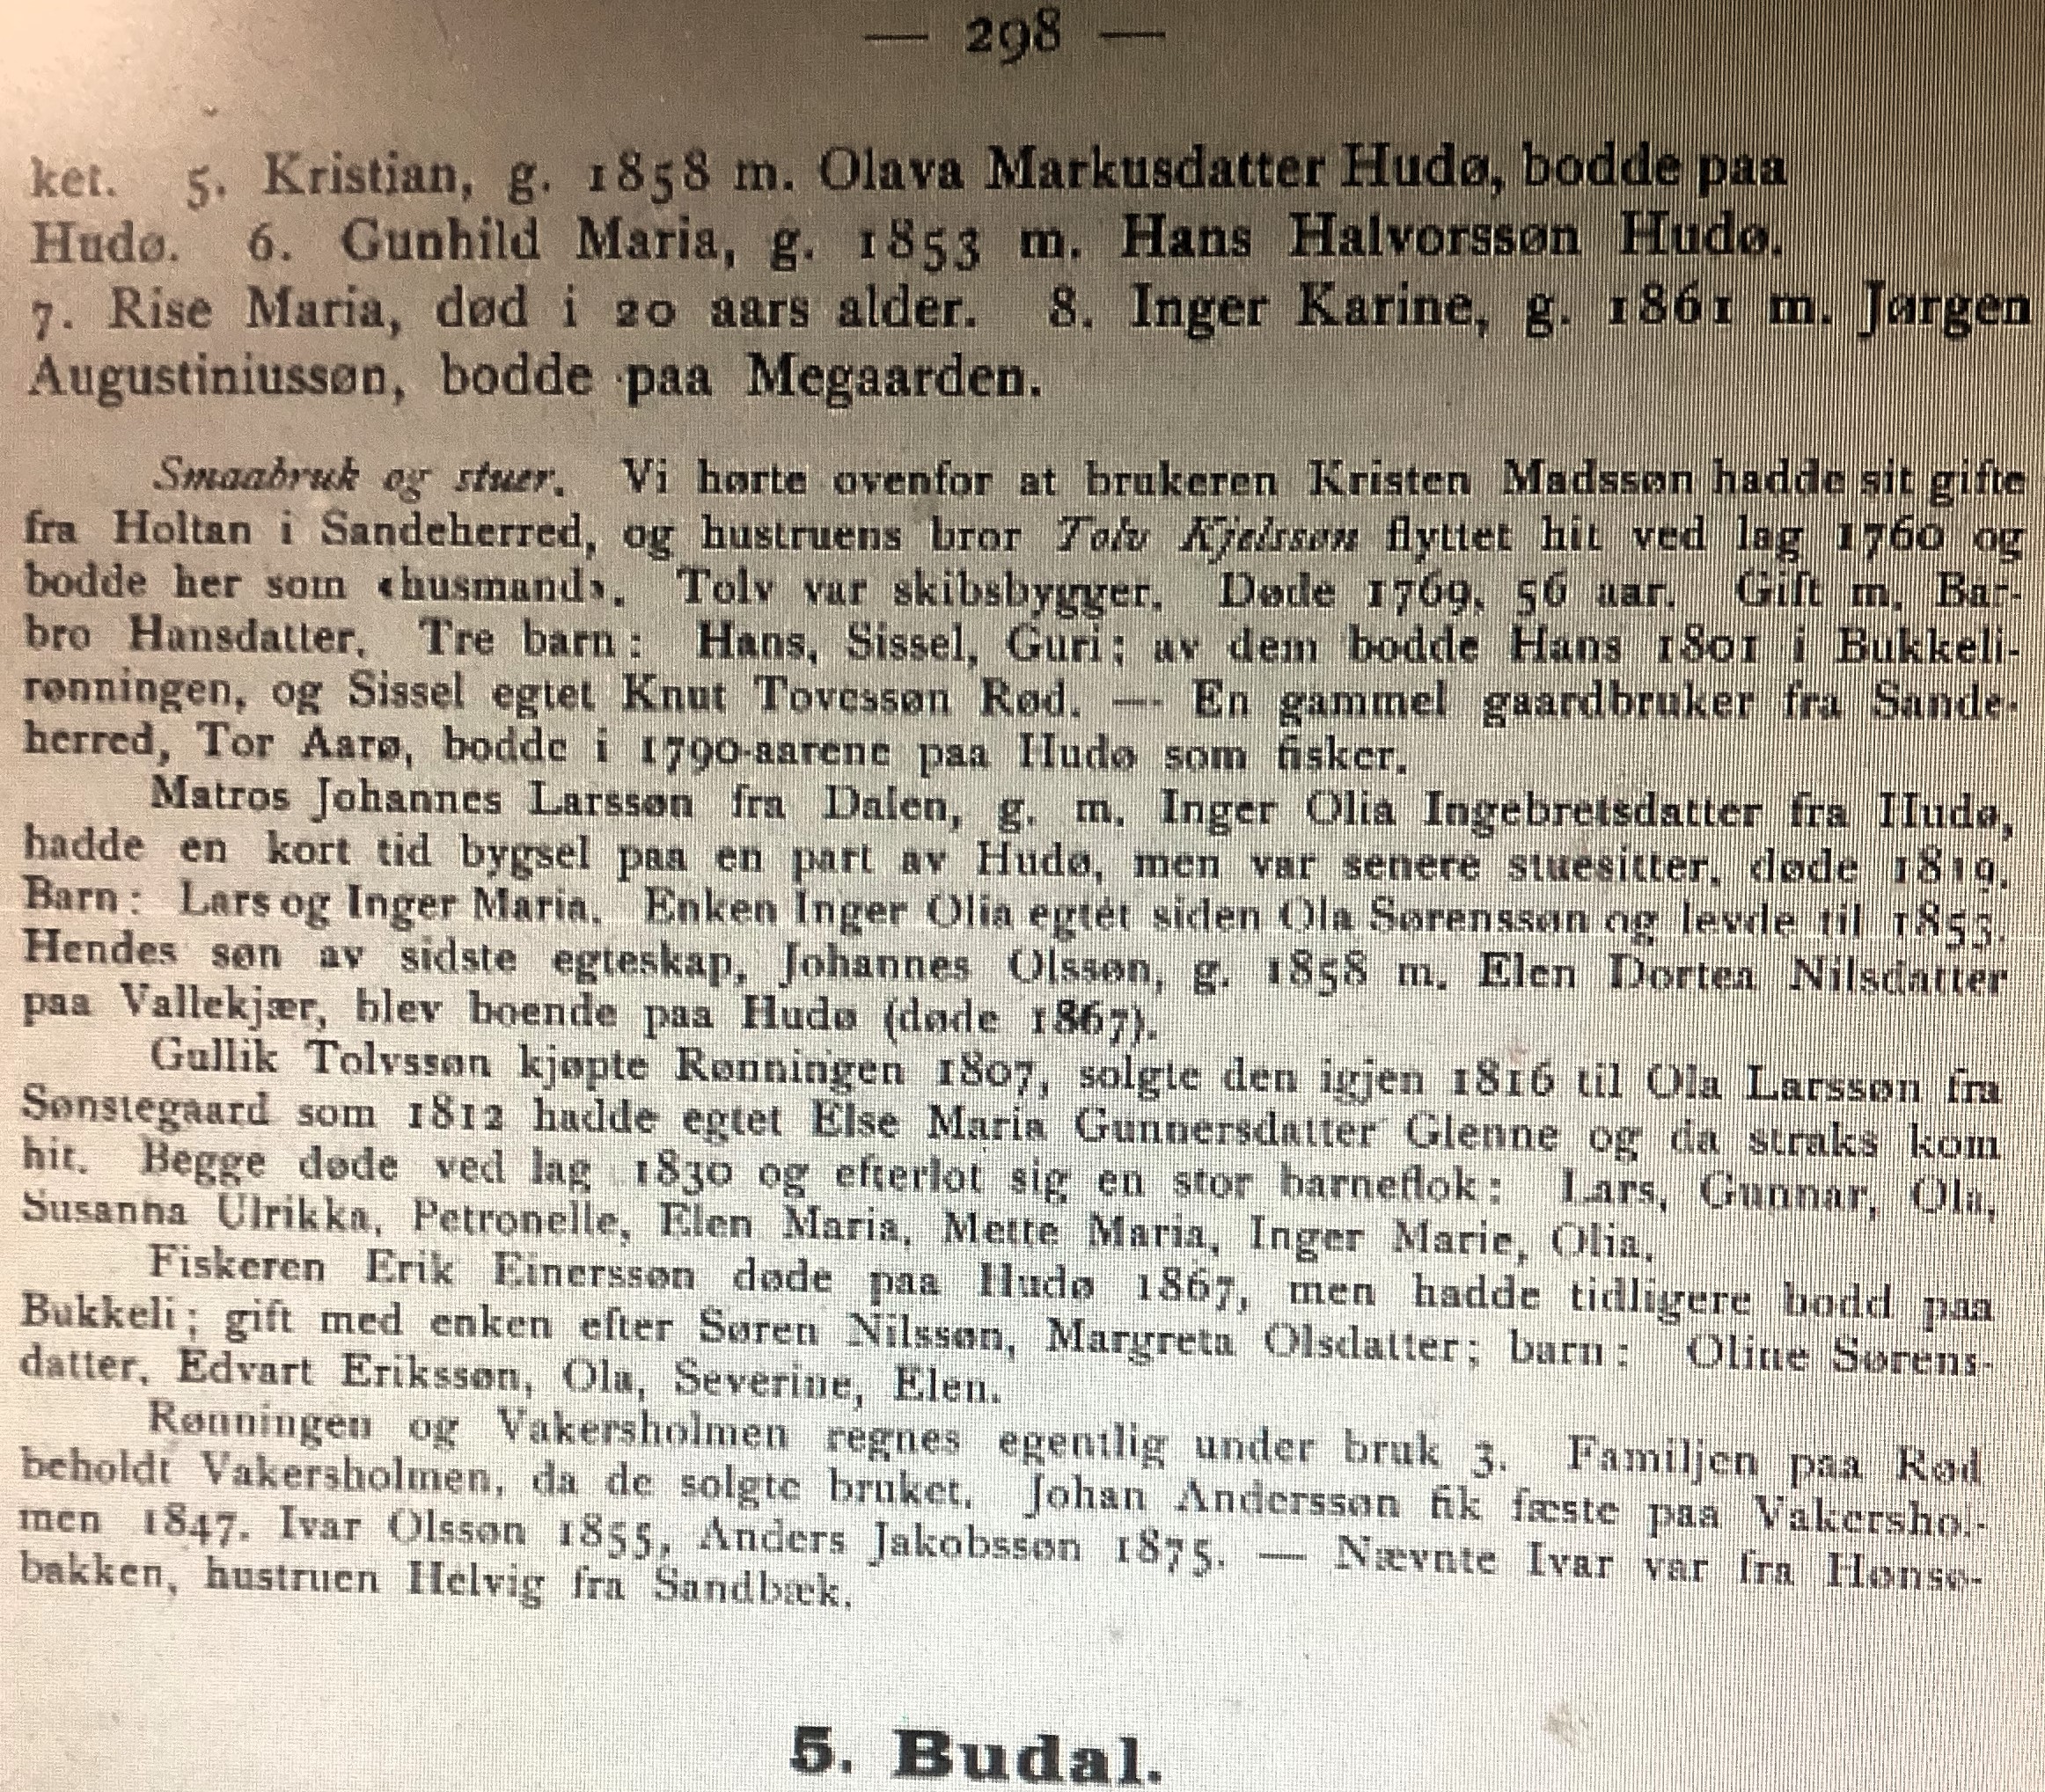 — 298 —
ket. 5. Kristian, g. 1858 m. Olava Markusdatter Hudø, bodde paa
Hudø. 6. Gunhild Maria, g. 1853 m. Hans Halvorssøn Hudø.
7. Rise Maria, død i 20 aars alder. 8. Inger Karine, g. 1861 m. Jørgen
Augustiniussøn, bodde paa Megaarden.
Smaabruk og stuer. Vi hørte ovenfor at brukeren Kristen Madssøn hadde sit gifte
fra Holtan i Sandeherred, og hustruens bror Tolv Kjelssøn flyttet hit ved lag 1760 og
bodde her som «husmand». Tolv var skibsbygger. Døde 1769, 56 aar. Gift m. Bar-
bro Hansdatter. Tre barn: Hans, Sissel, Guri; av dem bodde Hans 1801 i Bukkeli-
rønningen, og Sissel egtet Knut Tovessøn Rød. — En gammel gaardbruker fra Sande-
herred, Tor Aarø, bodde i 1790-aarene paa Hudø som fisker.
Matros Johannes Larssøn fra Dalen, g. m. Inger Olia Ingebretsdatter fra Hudø,
hadde en kort tid bygsel paa en part av Hudø, men var senere stuesitter, døde 1819.
Barn: Lars og Inger Maria. Enken Inger Olia egtet siden Ola Sørenssøn og levde til 1853.
Hendes søn av sidste egteskap, Johannes Olssøn, g. 1858 m. Elen Dortea Nilsdatter
paa Vallekjær, blev boende paa Hudø (døde 1867).
Gullik Tolvssøn kjøpte Rønningen 1807, solgte den igjen 1816 til Ola Larssøn fra
Sønstegaard som 1812 hadde egtet Else Maria Gunnersdatter Glenne og da straks kom
hit. Begge døde ved lag 1830 og efterlot sig en stor barneflok: Lars, Gunnar, Ola,
Susanna Ulrikka, Petronelle, Elen Maria, Mette Maria, Inger Marie, Olia.
Fiskeren Erik Einerssøn døde paa Hudø 1867, men hadde tidligere bodd paa
Bukkeli; gift med enken efter Søren Nilssøn, Margreta Olsdatter; barn: Oline Sørens-
datter, Edvart Erikssøn, Ola, Severine, Elen.
Rønningen og Vakersholmen regnes egentlig under bruk 3. Familjen paa Rød
beholdt Vakersholmen, da de solgte bruket. Johan Anderssøn fik fæste paa Vakershol-
men 1847. Ivar Olssøn 1855, Anders Jakobssøn 1875. — Nævnte Ivar var fra Hønsø-
bakken, hustruen Helvig fra Sandbæk.
5. Budal.